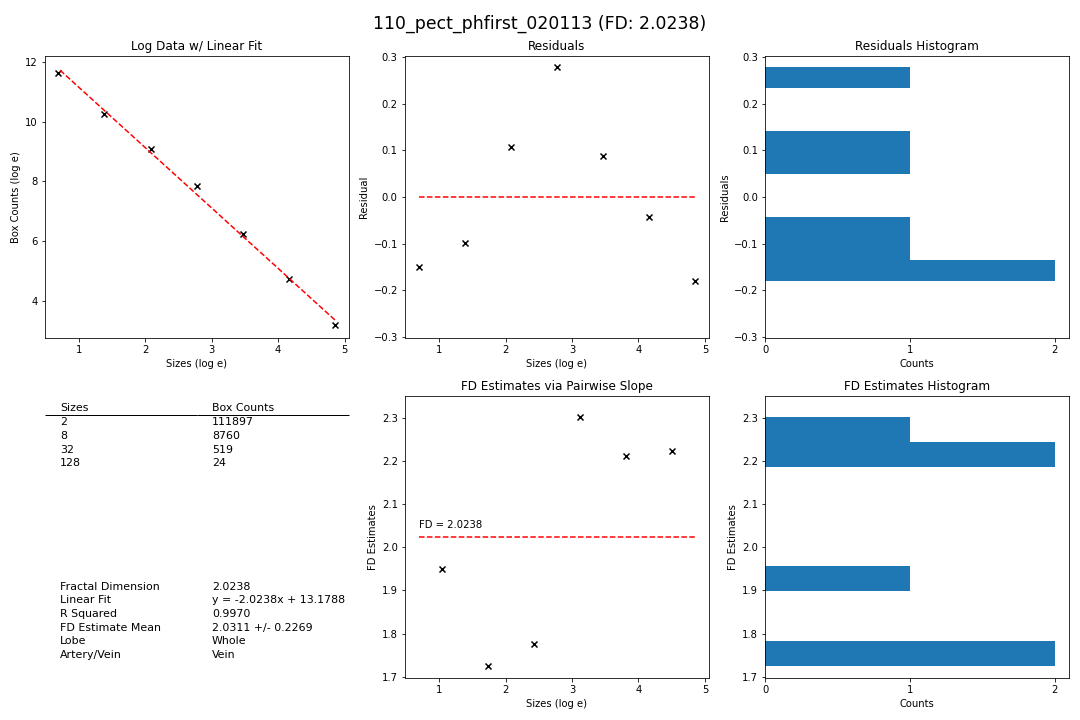 110_pect_phfirst_020113 (FD: 2.0238)
Log Data w/ Linear Fit
Box Counts (log e)
12
10
8
6
4
1 2 3 4 5
Sizes (log e)
Residuals
Residual
0.3
0.2
0.1
0.0
−0.1
−0.2
−0.3
1 2 3 4 5
Sizes (log e)
Residuals Histogram
Residuals
0.3
0.2
0.1
0.0
−0.1
−0.2
−0.3
0 1 2
Counts
Sizes Box Counts
2 111897
8 8760
32 519
128 24
Fractal Dimension 2.0238
Linear Fit y = -2.0238x + 13.1788
R Squared 0.9970
FD Estimate Mean 2.0311 +/- 0.2269
Lobe Whole
Artery/Vein Vein
FD Estimates via Pairwise Slope
FD Estimates
2.3
2.2
2.1
2.0
1.9
1.8
1.7
FD = 2.0238
1 2 3 4 5
Sizes (log e)
FD Estimates Histogram
FD Estimates
2.3
2.2
2.1
2.0
1.9
1.8
1.7
0 1 2
Counts